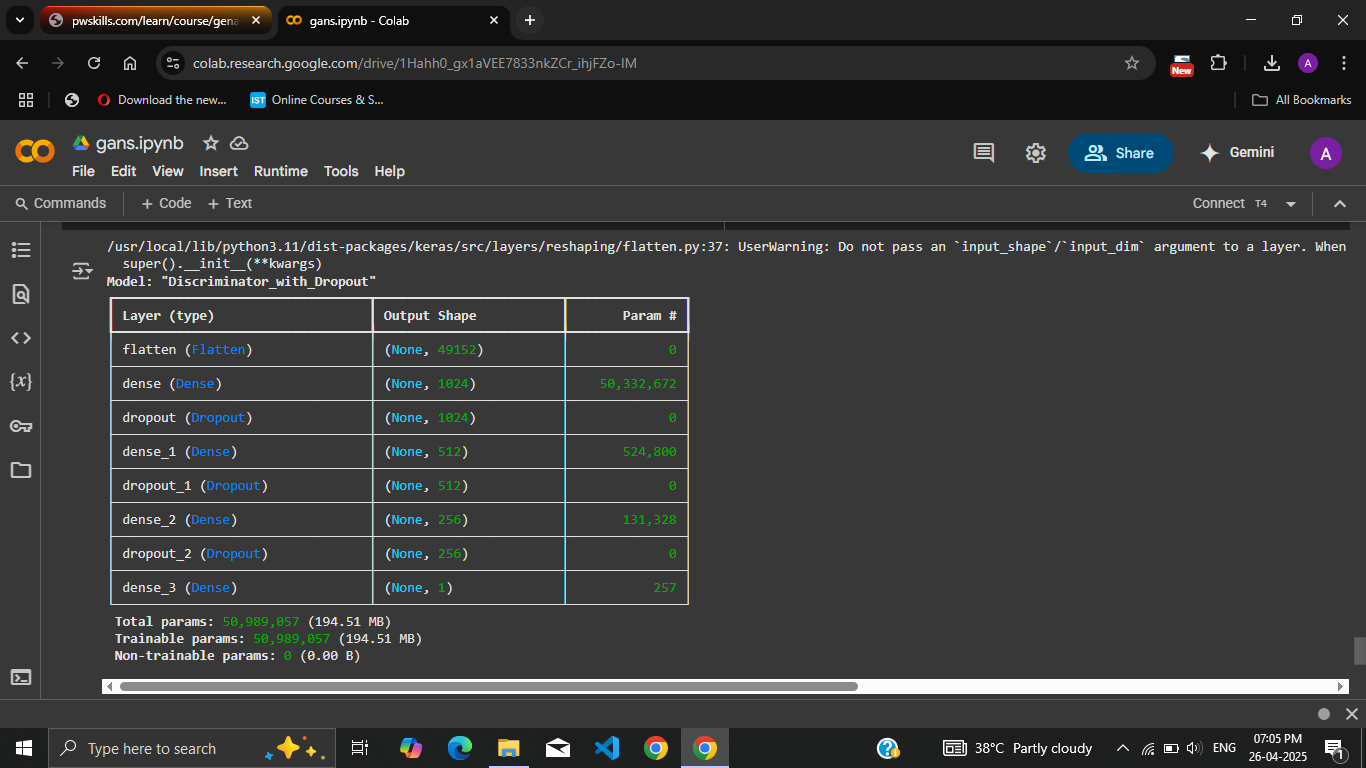 pwskills.com/learn/course/gena
gans.ipynb - Colab
colab.research.google.com/drive/1Hahh0_gx1aVEE7833nkZCr_ihjFZo-IM
New
A
Download the new...
IST
Online Courses & S...
All Bookmarks
gans.ipynb
File Edit View Insert Runtime Tools Help
Share
Gemini
A
Commands
+ Code + Text
Connect T4
/usr/local/lib/python3.11/dist-packages/keras/src/layers/reshaping/flatten.py:37: UserWarning: Do not pass an `input_shape`/`input_dim` argument to a layer. When
super().__init__(**kwargs)
Model: "Discriminator_with_Dropout"
Layer (type) Output Shape Param #
flatten (Flatten) (None, 49152) 0
dense (Dense) (None, 1024) 50,332,672
dropout (Dropout) (None, 1024) 0
dense_1 (Dense) (None, 512) 524,800
dropout_1 (Dropout) (None, 512) 0
dense_2 (Dense) (None, 256) 131,328
dropout_2 (Dropout) (None, 256) 0
dense_3 (Dense) (None, 1) 257
Total params: 50,989,057 (194.51 MB)
Trainable params: 50,989,057 (194.51 MB)
Non-trainable params: 0 (0.00 B)
Type here to search
38°C Partly cloudy
ENG
07:05 PM
26-04-2025
1